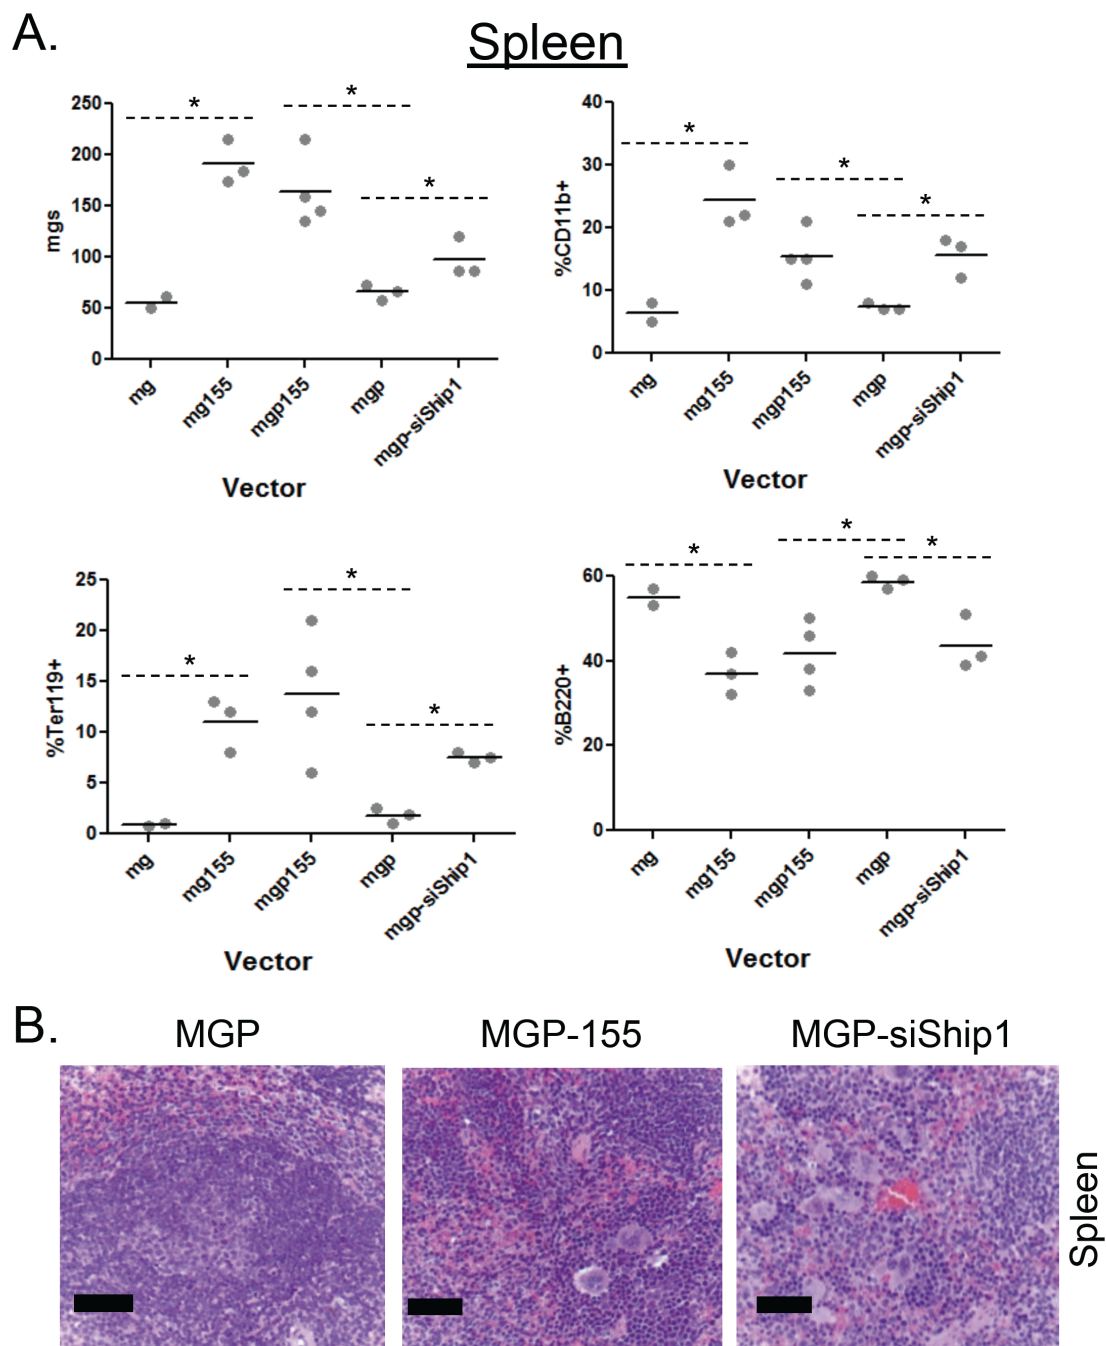 A.
Spleen
250
200
150
100
50
0
mgs
*
*
*
mg
mg155
mgp155
mgp
mgp-siShip1
Vector
40
30
20
10
0
%CD11b+
*
*
*
mg
mg155
mgp155
mgp
mgp-siShip1
Vector
25
20
15
10
5
0
%Ter119+
*
*
*
mg
mg155
mgp155
mgp
mgp-siShip1
Vector
60
40
20
0
%B220+
*
*
*
mg
mg155
mgp155
mgp
mgp-siShip1
Vector
B.
MGP
MGP-155
MGP-siShip1
Spleen